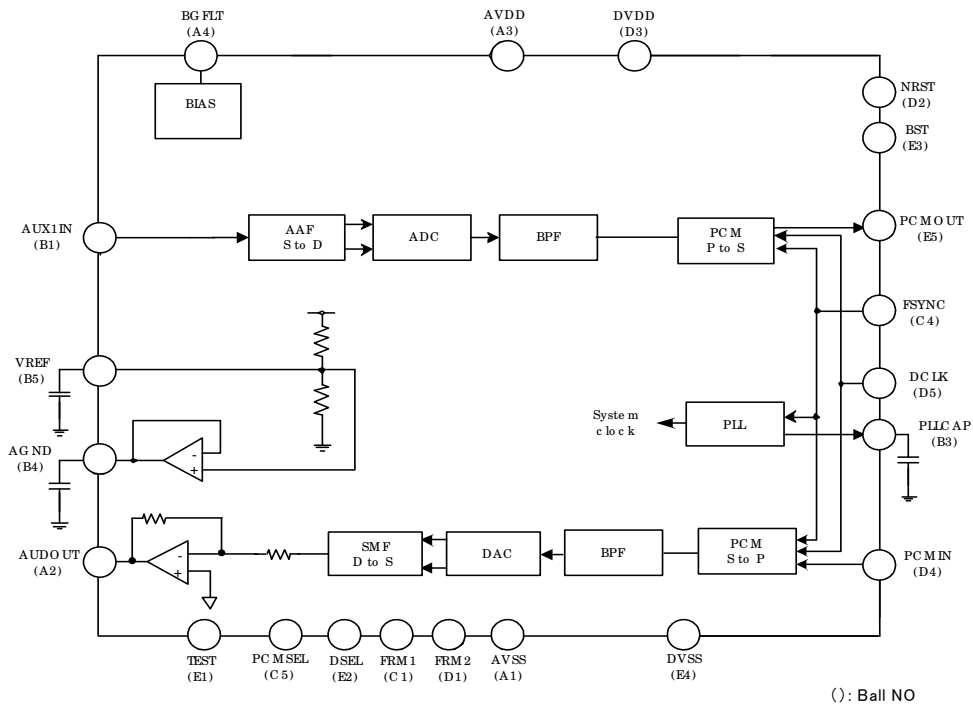 BGFLT
(A4)
AVDD
(A3)
DVDD
(D3)
BIAS
NRST
(D2)
BST
(E3)
AUX1IN
(B1)
AAF
S to D
ADC
BPF
PCM
P to S
PCMOUT
(E5)
FSYNC
(C4)
VREF
(B5)
DCLK
(D5)
System
clock
PLL
PLLCAP
(B3)
AGND
(B4)
-
+
AUDOUT
(A2)
-
+
SMF
D to S
DAC
BPF
PCM
S to P
PCMIN
(D4)
TEST
(E1)
PCMSEL
(C5)
DSEL
(E2)
FRM1
(C1)
FRM2
(D1)
AVSS
(A1)
DVSS
(E4)
(): Ball NO